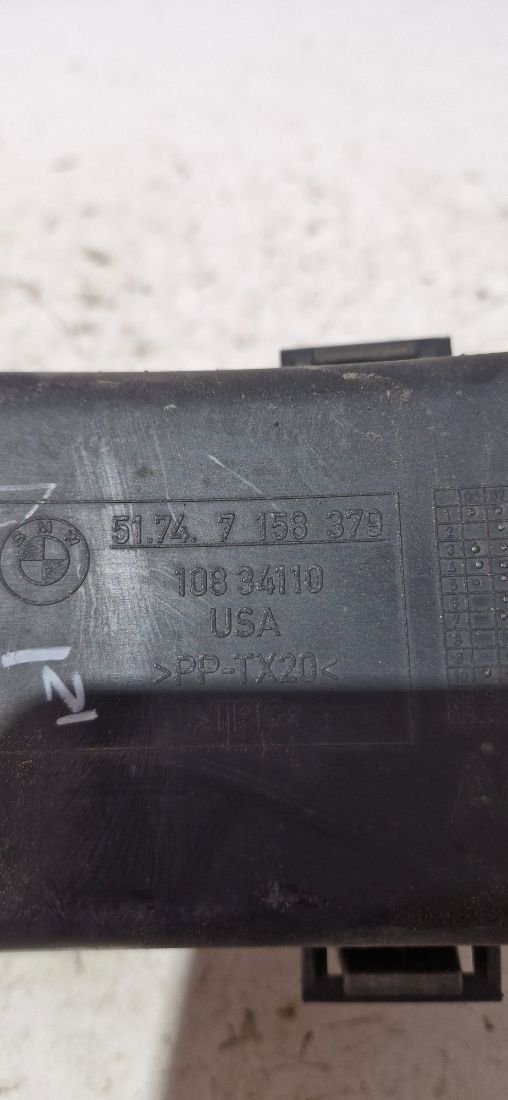 BMW
51.74. 7 158 379
108 34110
USA
>PP-TX20<